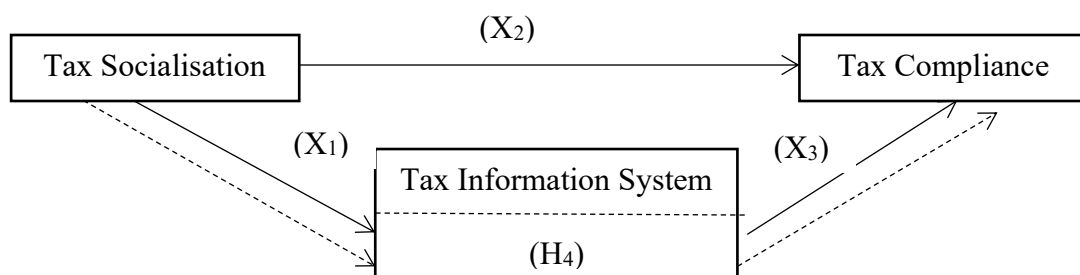 (X2)
Tax Socialisation
Tax Compliance
(X1)
(X3)
Tax Information System
(H4)